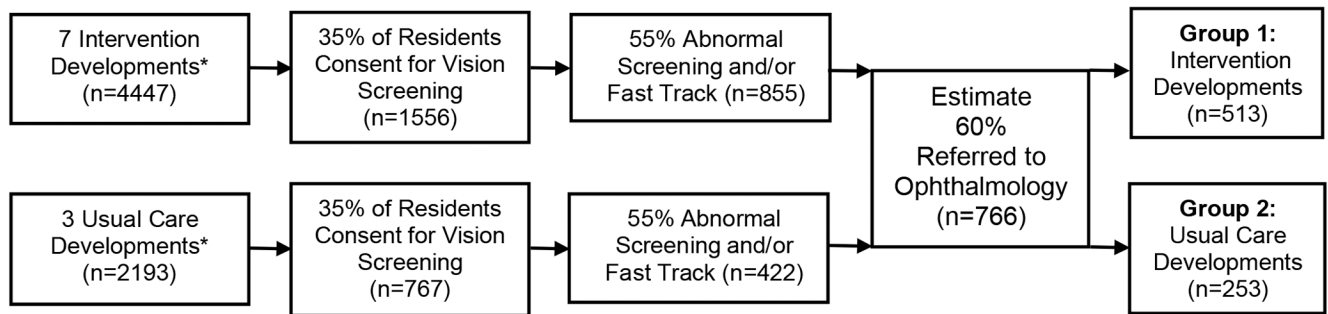 7 Intervention
Developments*
(n=4447)
35% of Residents
Consent for Vision
Screening
(n=1556)
55% Abnormal
Screening and/or
Fast Track (n=855)
Estimate
60%
Referred to
Ophthalmology
(n=766)
Group 1:
Intervention
Developments
(n=513)
3 Usual Care
Developments*
(n=2193)
35% of Residents
Consent for Vision
Screening
(n=767)
55% Abnormal
Screening and/or
Fast Track (n=422)
Group 2:
Usual Care
Developments
(n=253)